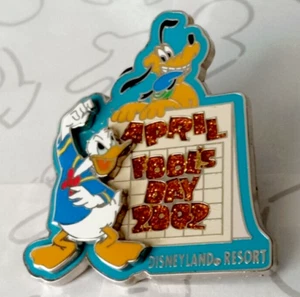 APRIL
FOOL'S
DAY
2002
DISNEYLAND RESORT